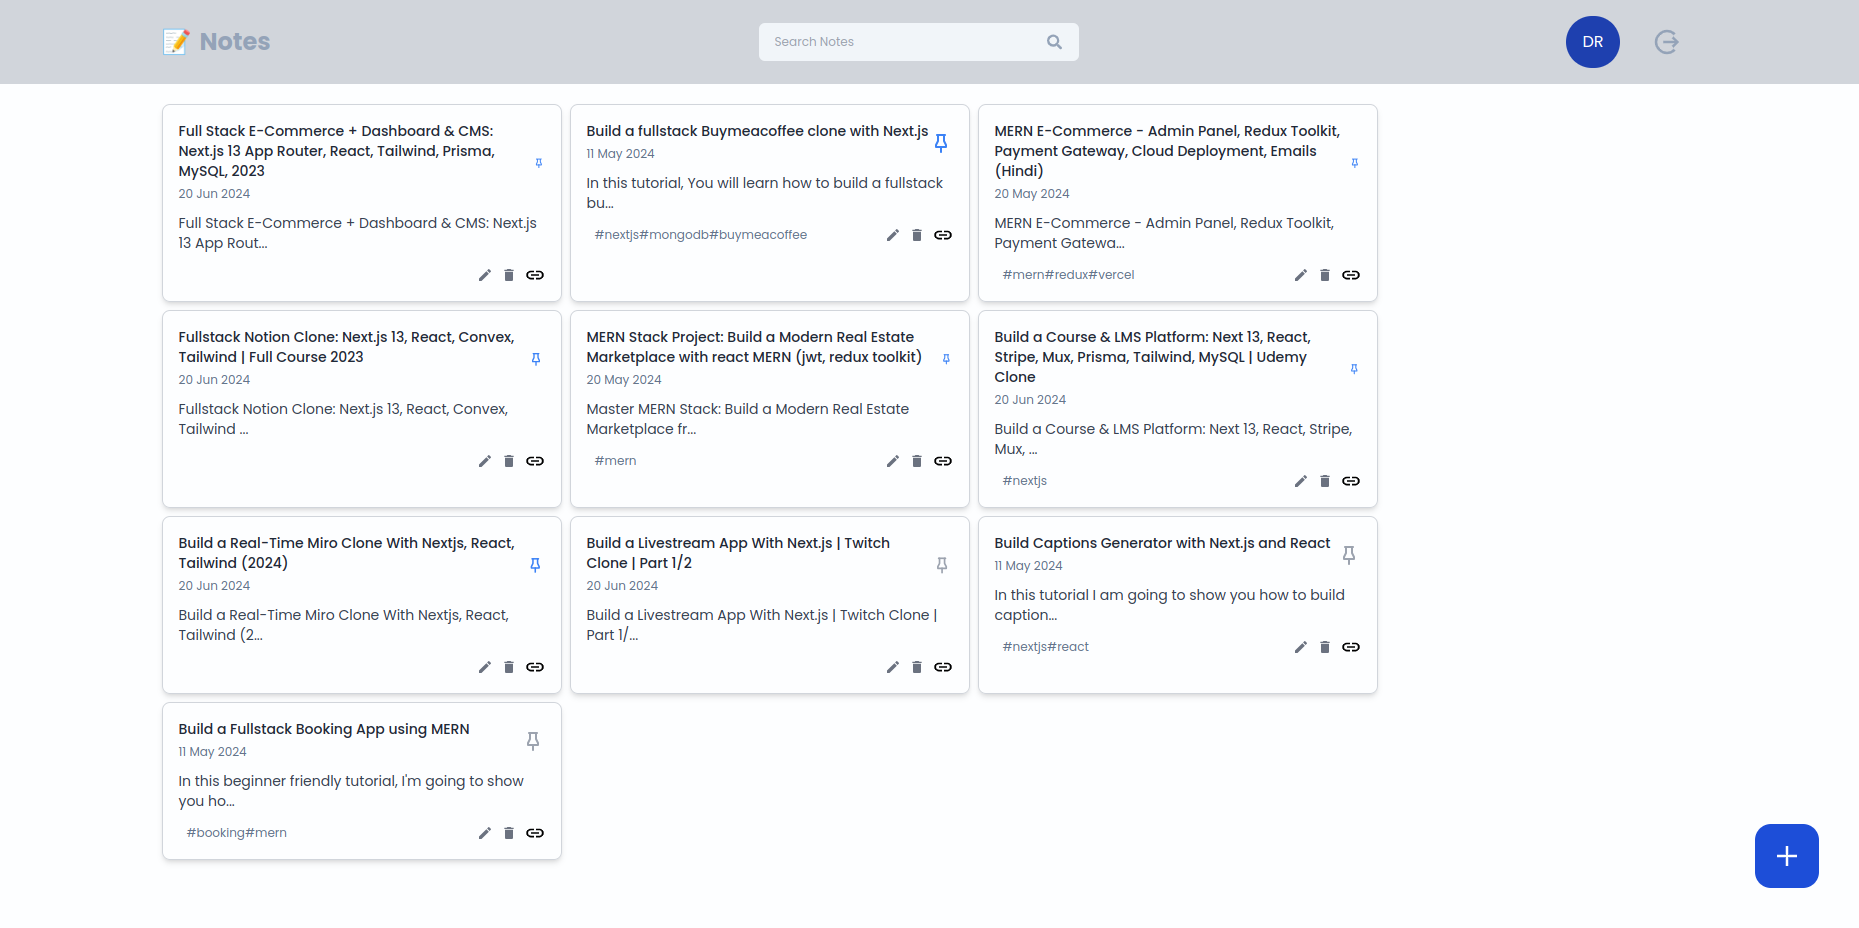 Notes
Search Notes
DR
Full Stack E-Commerce + Dashboard & CMS:
Next.js 13 App Router, React, Tailwind, Prisma,
MySQL, 2023
20 Jun 2024
Full Stack E-Commerce + Dashboard & CMS: Next.js
13 App Rout...
Build a fullstack Buymeacoffee clone with Next.js
11 May 2024
In this tutorial, You will learn how to build a fullstack
bu...
#nextjs#mongodb#buymeacoffee
MERN E-Commerce - Admin Panel, Redux Toolkit,
Payment Gateway, Cloud Deployment, Emails
(Hindi)
20 May 2024
MERN E-Commerce - Admin Panel, Redux Toolkit,
Payment Gatewa...
#mern#redux#vercel
Fullstack Notion Clone: Next.js 13, React, Convex,
Tailwind | Full Course 2023
20 Jun 2024
Fullstack Notion Clone: Next.js 13, React, Convex,
Tailwind ...
MERN Stack Project: Build a Modern Real Estate
Marketplace with react MERN (jwt, redux toolkit)
20 May 2024
Master MERN Stack: Build a Modern Real Estate
Marketplace fr...
#mern
Build a Course & LMS Platform: Next 13, React,
Stripe, Mux, Prisma, Tailwind, MySQL | Udemy
Clone
20 Jun 2024
Build a Course & LMS Platform: Next 13, React, Stripe,
Mux, ...
#nextjs
Build a Real-Time Miro Clone With Nextjs, React,
Tailwind (2024)
20 Jun 2024
Build a Real-Time Miro Clone With Nextjs, React,
Tailwind (2...
Build a Livestream App With Next.js | Twitch
Clone | Part 1/2
20 Jun 2024
Build a Livestream App With Next.js | Twitch Clone |
Part 1/...
Build Captions Generator with Next.js and React
11 May 2024
In this tutorial I am going to show you how to build
caption...
#nextjs#react
Build a Fullstack Booking App using MERN
11 May 2024
In this beginner friendly tutorial, I'm going to show
you ho...
#booking#mern